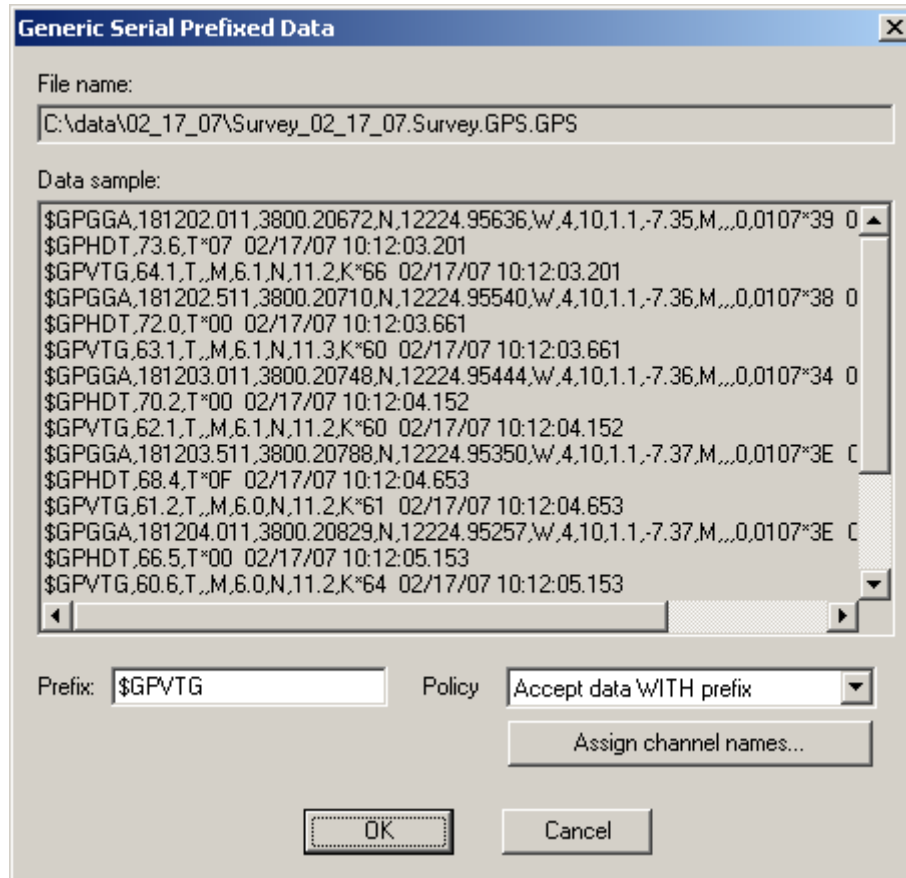 Generic Serial Prefixed Data
File name:
C:\data\02_17_07\Survey_02_17_07.Survey.GPS.GPS
Data sample:
$GPGGA,181202.011,3800.20672,N,12224.95636,W,4,10,1.1,-7.35,M,,,0,0107*39  0
$GPHDT,73.6,T*07  02/17/07 10:12:03.201
$GPVTG,64.1,T,,M,6.1,N,11.2,K*66  02/17/07 10:12:03.201
$GPGGA,181202.511,3800.20710,N,12224.95540,W,4,10,1.1,-7.36,M,,,0,0107*38  0
$GPHDT,72.0,T*00  02/17/07 10:12:03.661
$GPVTG,63.1,T,,M,6.1,N,11.3,K*60  02/17/07 10:12:03.661
$GPGGA,181203.011,3800.20748,N,12224.95444,W,4,10,1.1,-7.36,M,,,0,0107*34  0
$GPHDT,70.2,T*00  02/17/07 10:12:04.152
$GPVTG,62.1,T,,M,6.1,N,11.2,K*60  02/17/07 10:12:04.152
$GPGGA,181203.511,3800.20788,N,12224.95350,W,4,10,1.1,-7.37,M,,,0,0107*3E
$GPHDT,68.4,T*0F  02/17/07 10:12:04.653
$GPVTG,61.2,T,,M,6.0,N,11.2,K*61  02/17/07 10:12:04.653
$GPGGA,181204.011,3800.20829,N,12224.95257,W,4,10,1.1,-7.37,M,,,0,0107*3E
$GPHDT,66.5,T*00  02/17/07 10:12:05.153
$GPVTG,60.6,T,,M,6.0,N,11.2,K*64  02/17/07 10:12:05.153
Prefix: $GPVTG Policy Accept data WITH prefix
Assign channel names...
OK Cancel